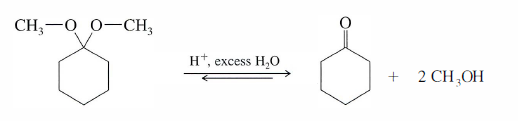 CH₃—O O—CH₃
O
H⁺, excess H₂O
+ 2 CH₃OH